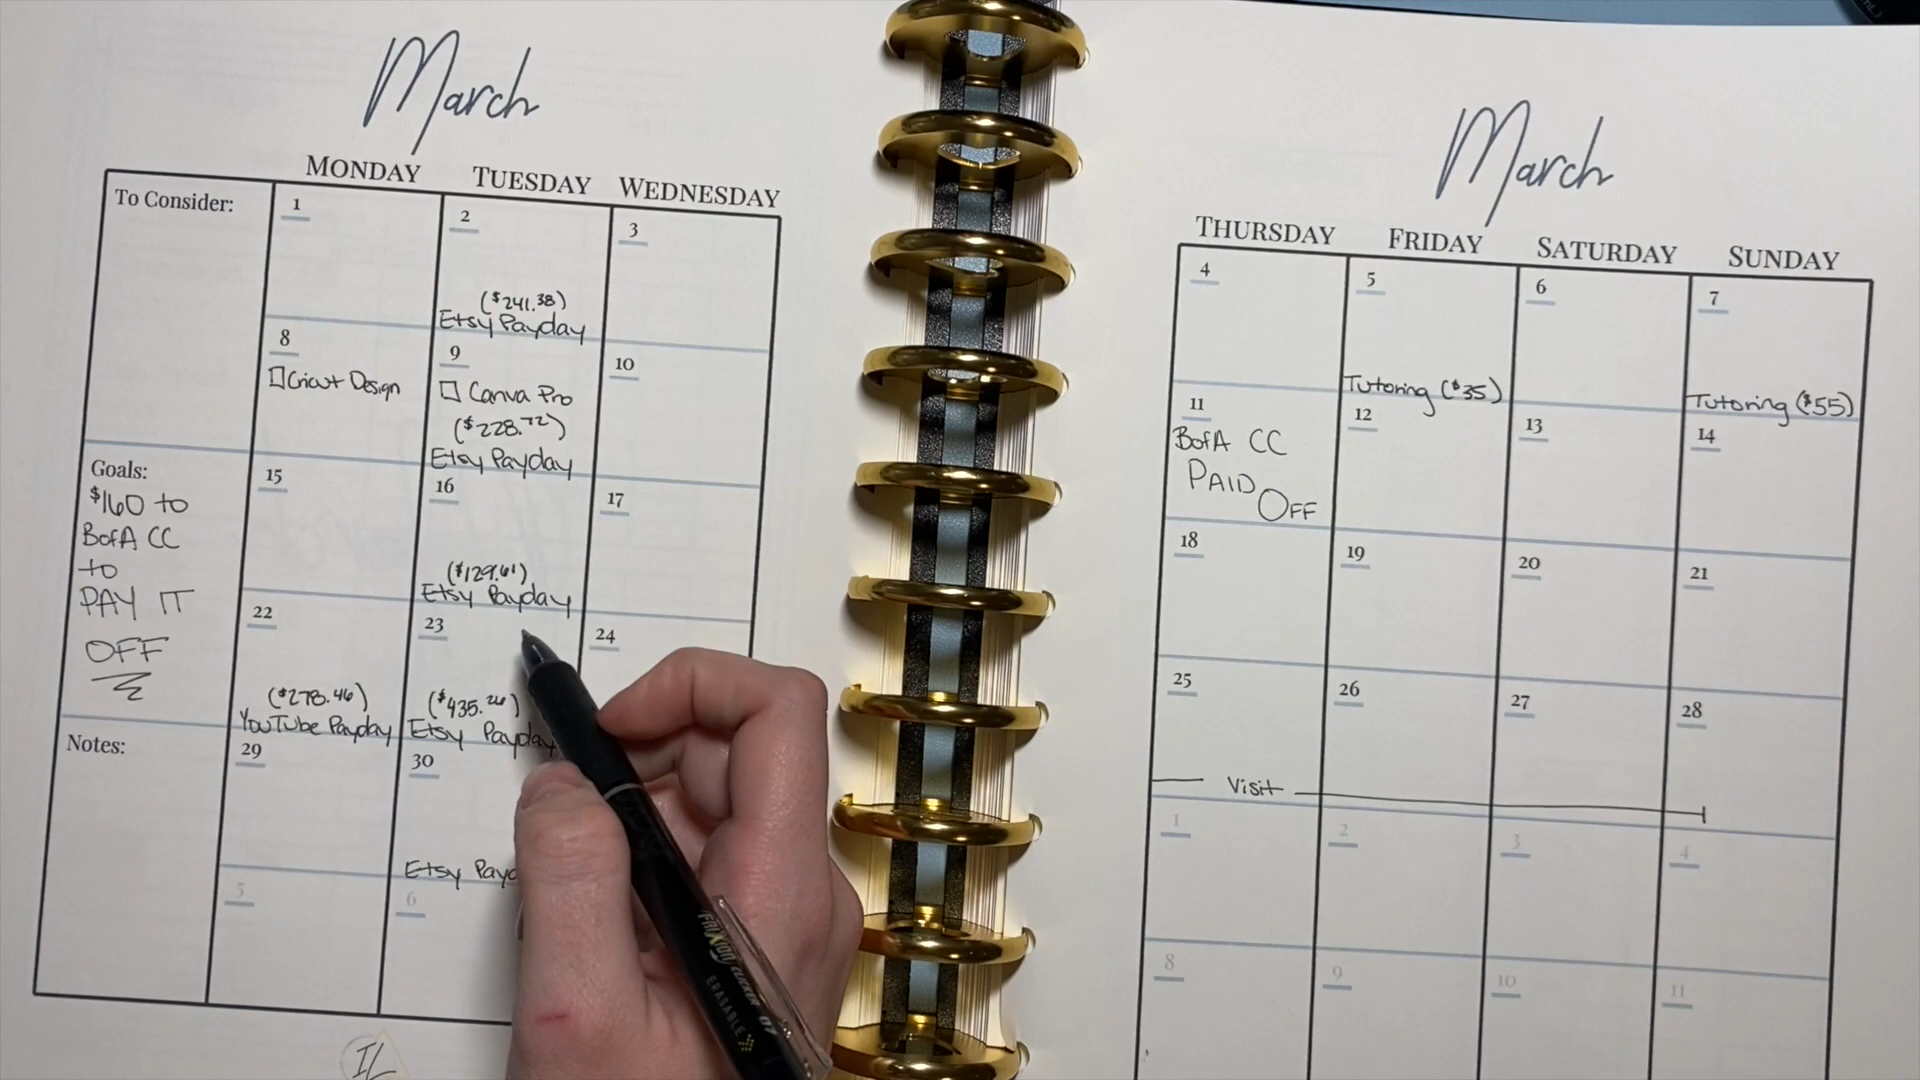 March
MONDAY TUESDAY WEDNESDAY
To Consider:
1
2
($241.38)
Etsy Payday
3
8
Cricut Design
9
Canva Pro
($228.72)
Etsy Payday
10
Goals:
$160 to
BofA CC
to
PAY IT
OFF
15
16
($129.61)
Etsy Payday
17
22
($278.46)
YouTube Payday
23
($435.26)
Etsy Payday
24
Notes:
29
30
Etsy
5
6
IL
FRIXION CLICKER 07
ERASABLE
March
THURSDAY FRIDAY SATURDAY SUNDAY
4
5
Tutoring ($35)
6
7
Tutoring ($55)
11
BofA CC
PAID
OFF
12
13
14
18
19
20
21
25
26
27
28
Visit
1
2
3
4
8
9
10
11